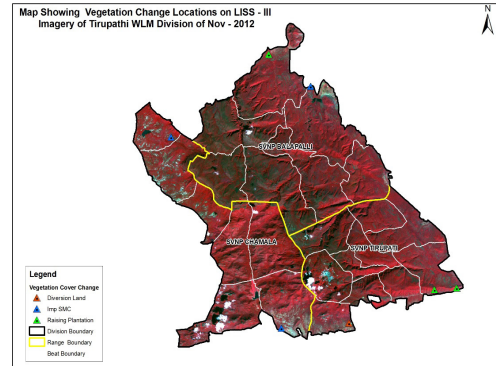 Map Showing Vegetation Change Locations on LISS - III
Imagery of Tirupathi WLM Division of Nov - 2012
N
SVNP BALAPALLI
SVNP CHAMALA
SVNP TIRUPATI
Legend
Vegetation Cover Change
Diversion Land
Imp SMC
Raising Plantation
Division Boundary
Range Boundary
Beat Boundary